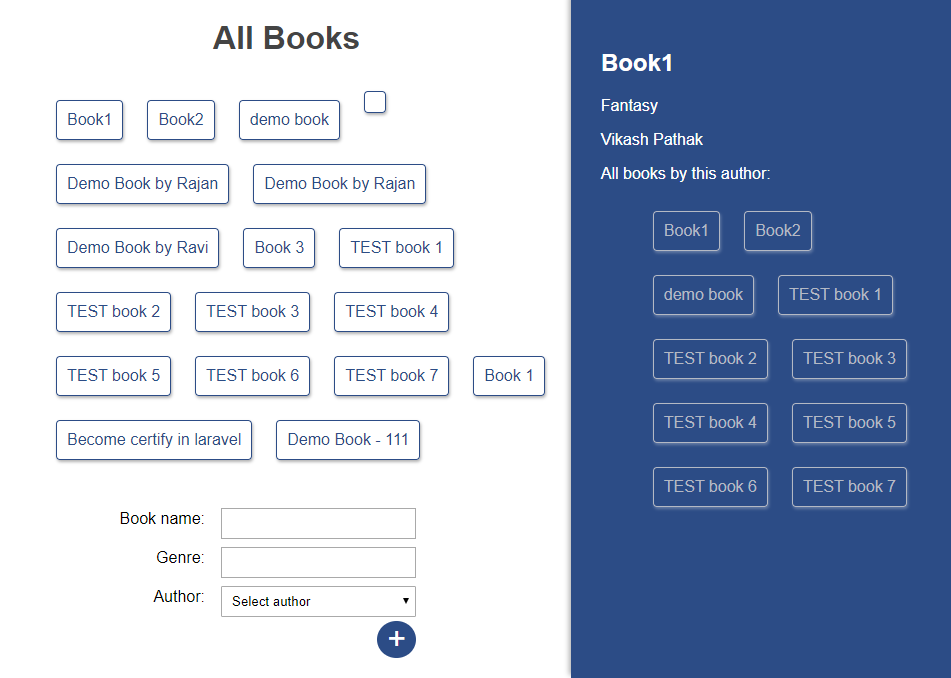 All Books
Book1 Book2 demo book
Demo Book by Rajan Demo Book by Rajan
Demo Book by Ravi Book 3 TEST book 1
TEST book 2 TEST book 3 TEST book 4
TEST book 5 TEST book 6 TEST book 7 Book 1
Become certify in laravel Demo Book - 111
Book name:
Genre:
Author: Select author
+
Book1
Fantasy
Vikash Pathak
All books by this author:
Book1 Book2
demo book TEST book 1
TEST book 2 TEST book 3
TEST book 4 TEST book 5
TEST book 6 TEST book 7